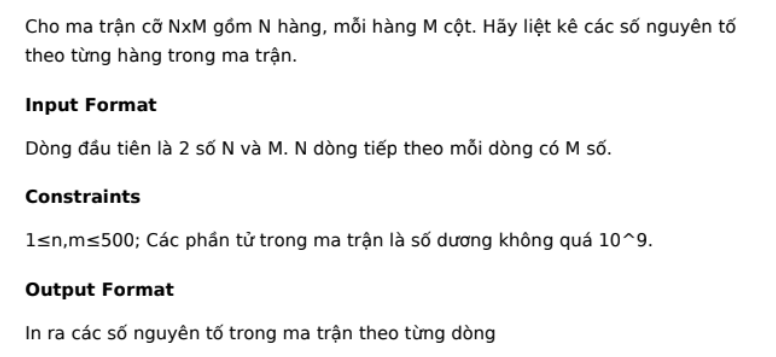 Cho ma trận cỡ NxM gồm N hàng, mỗi hàng M cột. Hãy liệt kê các số nguyên tố
theo từng hàng trong ma trận.
Input Format
Dòng đầu tiên là 2 số N và M. N dòng tiếp theo mỗi dòng có M số.
Constraints
1≤n,m≤500; Các phần tử trong ma trận là số dương không quá 10^9.
Output Format
In ra các số nguyên tố trong ma trận theo từng dòng